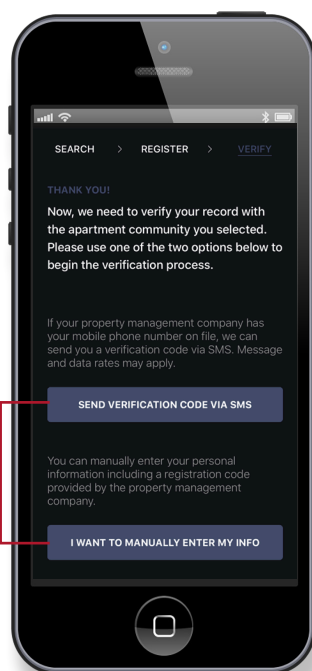 SEARCH > REGISTER > VERIFY
THANK YOU!
Now, we need to verify your record with
the apartment community you selected.
Please use one of the two options below to
begin the verification process.
If your property management company has
your mobile phone number on file, we can
send you a verification code via SMS. Message
and data rates may apply.
SEND VERIFICATION CODE VIA SMS
You can manually enter your personal
information including a registration code
provided by the property management
company.
I WANT TO MANUALLY ENTER MY INFO